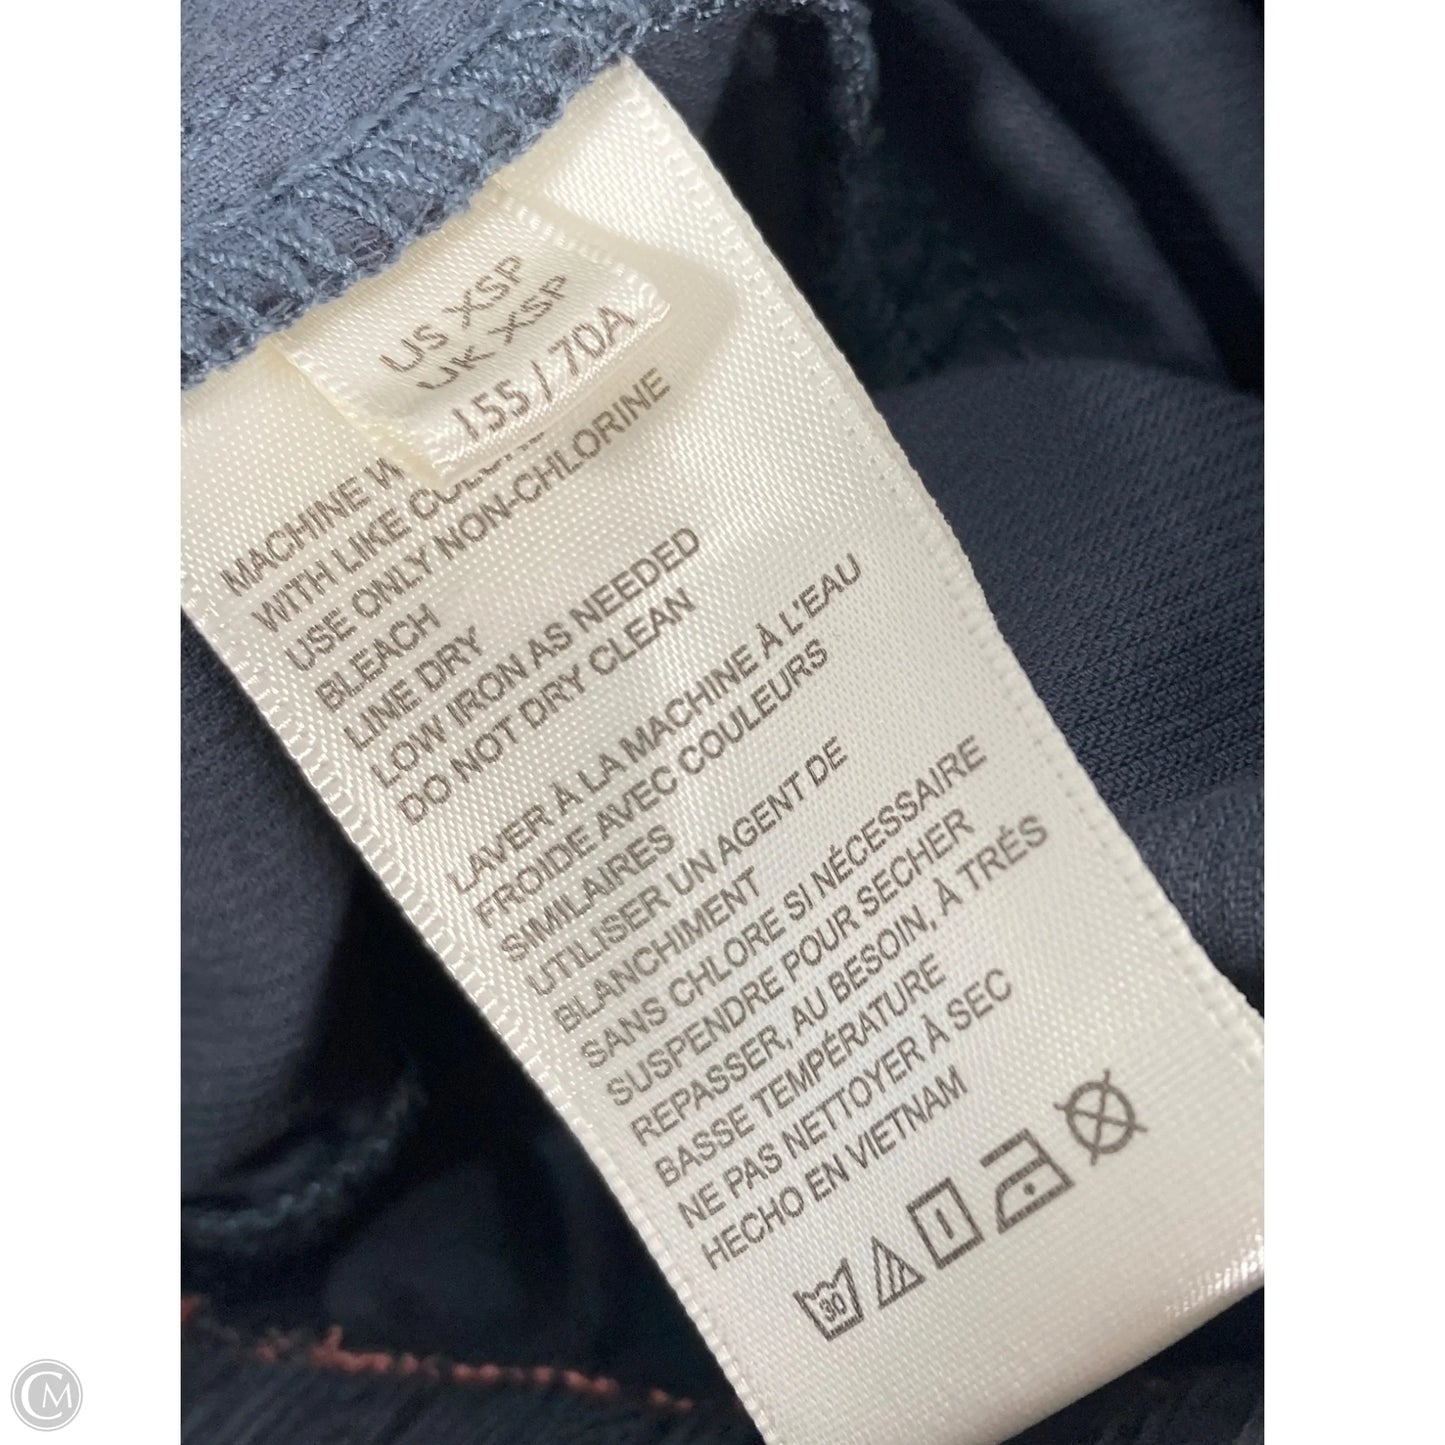 US XSP
UK XSP
155 / 70A
MACHINE
WITH LIKE
USE ONLY NON-CHLORINE
BLEACH
LINE DRY
LOW IRON AS NEEDED
DO NOT DRY CLEAN
LAVER À LA MACHINE À L'EAU
FROIDE AVEC COULEURS
SIMILAIRES
UTILISER UN AGENT DE
BLANCHIMENT
SANS CHLORE SI NÉCESSAIRE
SUSPENDRE POUR SECHER
REPASSER, AU BESOIN, À TRÉS
BASSE TEMPÉRATURE
NE PAS NETTOYER À SEC
HECHO EN VIETNAM
30
CM